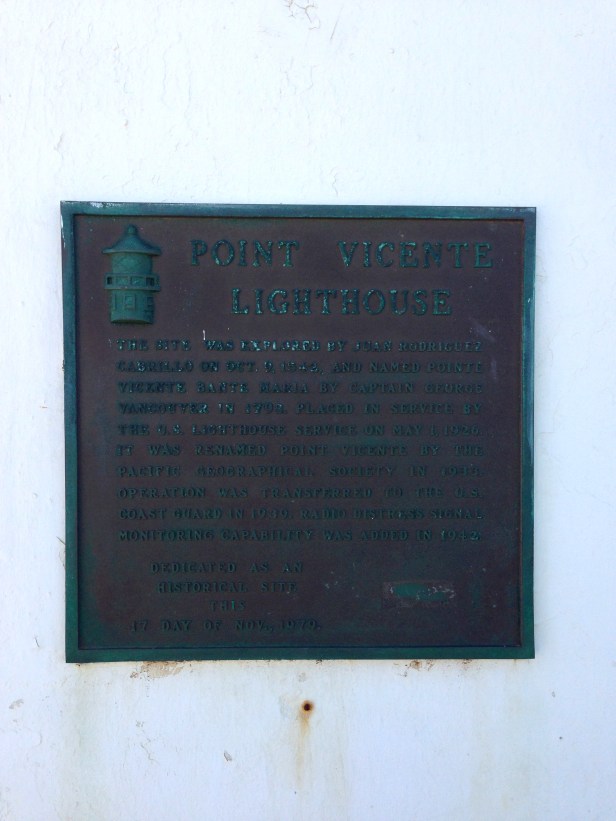 POINT VICENTE
LIGHTHOUSE
THE SITE WAS EXPLORED BY JUAN RODRIGUEZ
CABRILLO ON OCT. 9, 1542, AND NAMED POINTE
VICENTE SANTE MARIA BY CAPTAIN GEORGE
VANCOUVER IN 1790. PLACED IN SERVICE BY
THE U.S. LIGHTHOUSE SERVICE ON MAY 1, 1926.
IT WAS RENAMED POINT VICENTE BY THE
PACIFIC GEOGRAPHICAL SOCIETY IN
OPERATION WAS TRANSFERRED TO THE U.S.
COAST GUARD IN 1939. RADIO DISTRESS SIGNAL
MONITORING CAPABILITY WAS ADDED IN 1942.
DEDICATED AS AN
HISTORICAL SITE
THIS
17 DAY OF NOV., 1979.